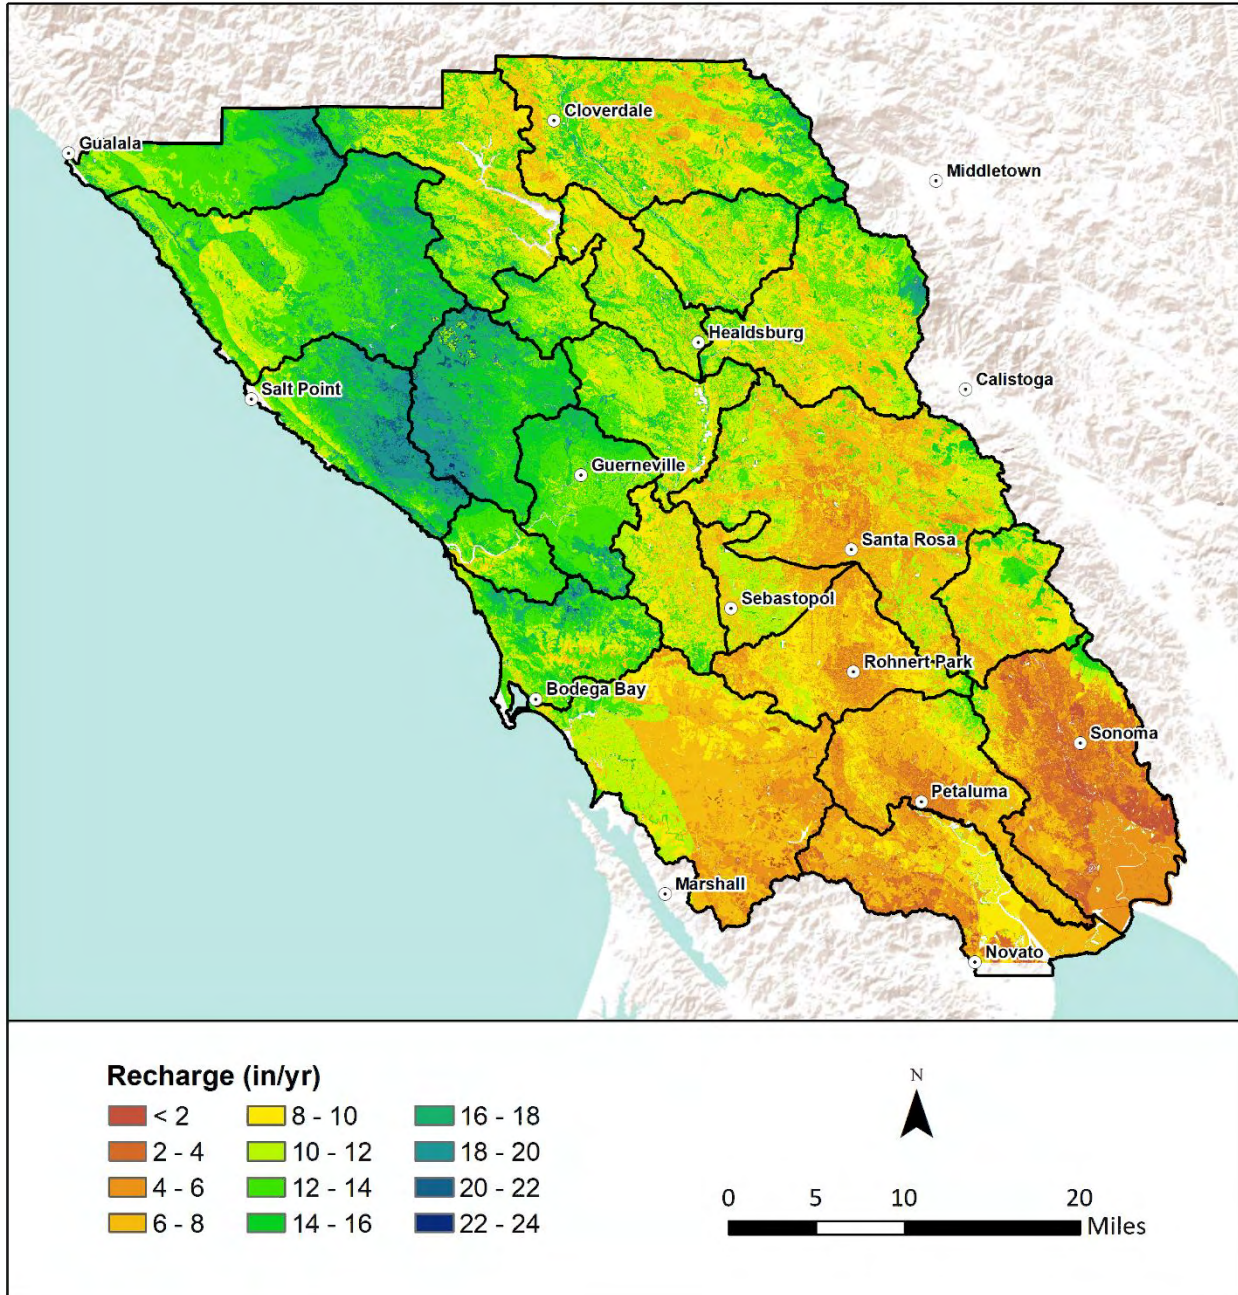 Cloverdale
Gualala
Middletown
Healdsburg
Calistoga
Salt Point
Guerneville
Santa Rosa
Sebastopol
Rohnert Park
Bodega Bay
Sonoma
Petaluma
Marshall
Novato
Recharge (in/yr)
< 2
2 - 4
4 - 6
6 - 8
8 - 10
10 - 12
12 - 14
14 - 16
16 - 18
18 - 20
20 - 22
22 - 24
N
0 5 10 20
Miles